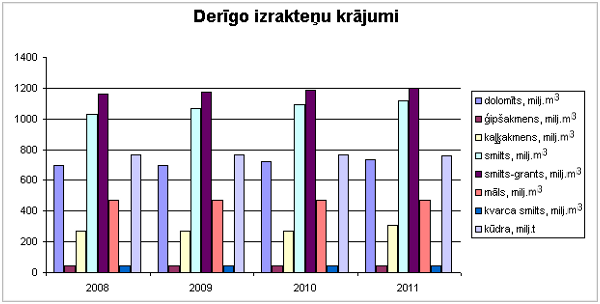 Derīgo izrakteņu krājumi
1400
1200
1000
800
600
400
200
0
2008 2009 2010 2011
dolomīts, milj.m³
ģipšakmens, milj.m³
kaļķakmens, milj.m³
smilts, milj.m³
smilts-grants, milj.m³
māls, milj.m³
kvarca smilts, milj.m³
kūdra, milj.t